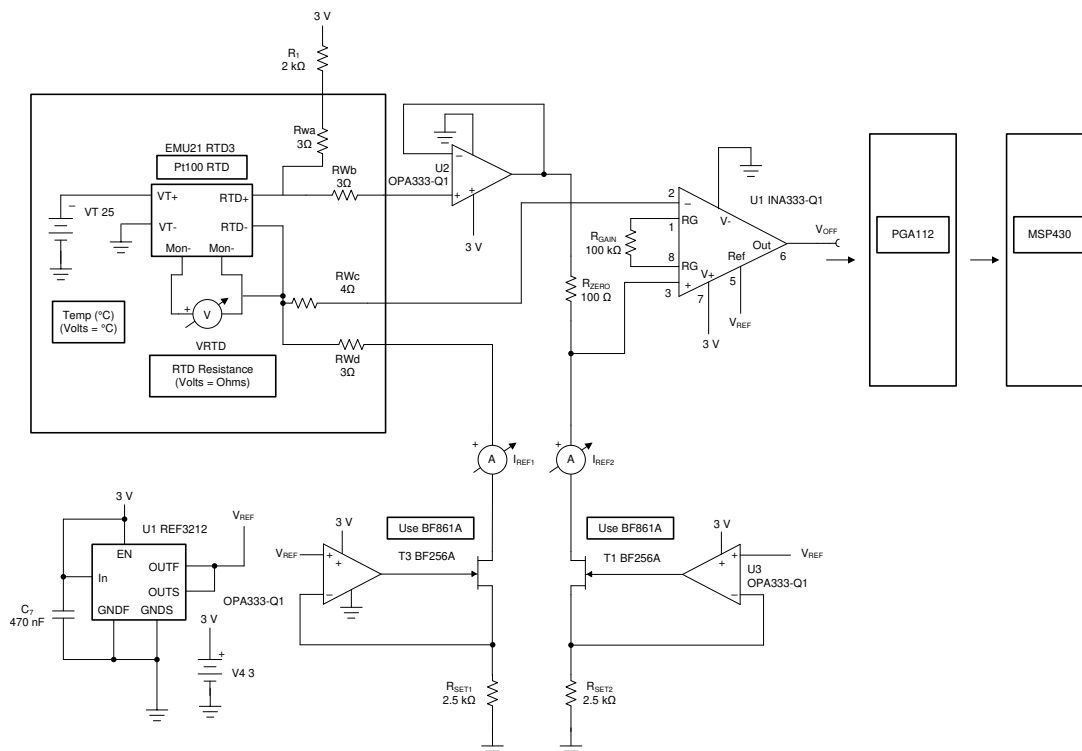 3 V
R1
2 kΩ
Rwa
3Ω
EMU21 RTD3
Pt100 RTD
VT+
RTD+
VT-
RTD-
Mon-
Mon-
VT 25
−
RWb
3Ω
U2
OPA333-Q1
−
+
+
3 V
RWc
4Ω
+
V
VRTD
Temp (°C)
(Volts = °C)
RTD Resistance
(Volts = Ohms)
RWd
3Ω
RZERO
100 Ω
RGAIN
100 kΩ
2
−
1
RG
8
RG
3
+
V+
7
V-
Ref
5
Out
6
U1 INA333-Q1
3 V
VREF
VOFF
PGA112
MSP430
+
A
IREF1
+
A
IREF2
3 V
U1 REF3212
VREF
EN
In
OUTF
OUTS
GNDF
GNDS
C7
470 nF
3 V
+
V4 3
Use BF861A
T3 BF256A
3 V
VREF
+
+
−
OPA333-Q1
RSET1
2.5 kΩ
Use BF861A
T1 BF256A
3 V
VREF
+
+
−
U3
OPA333-Q1
RSET2
2.5 kΩ